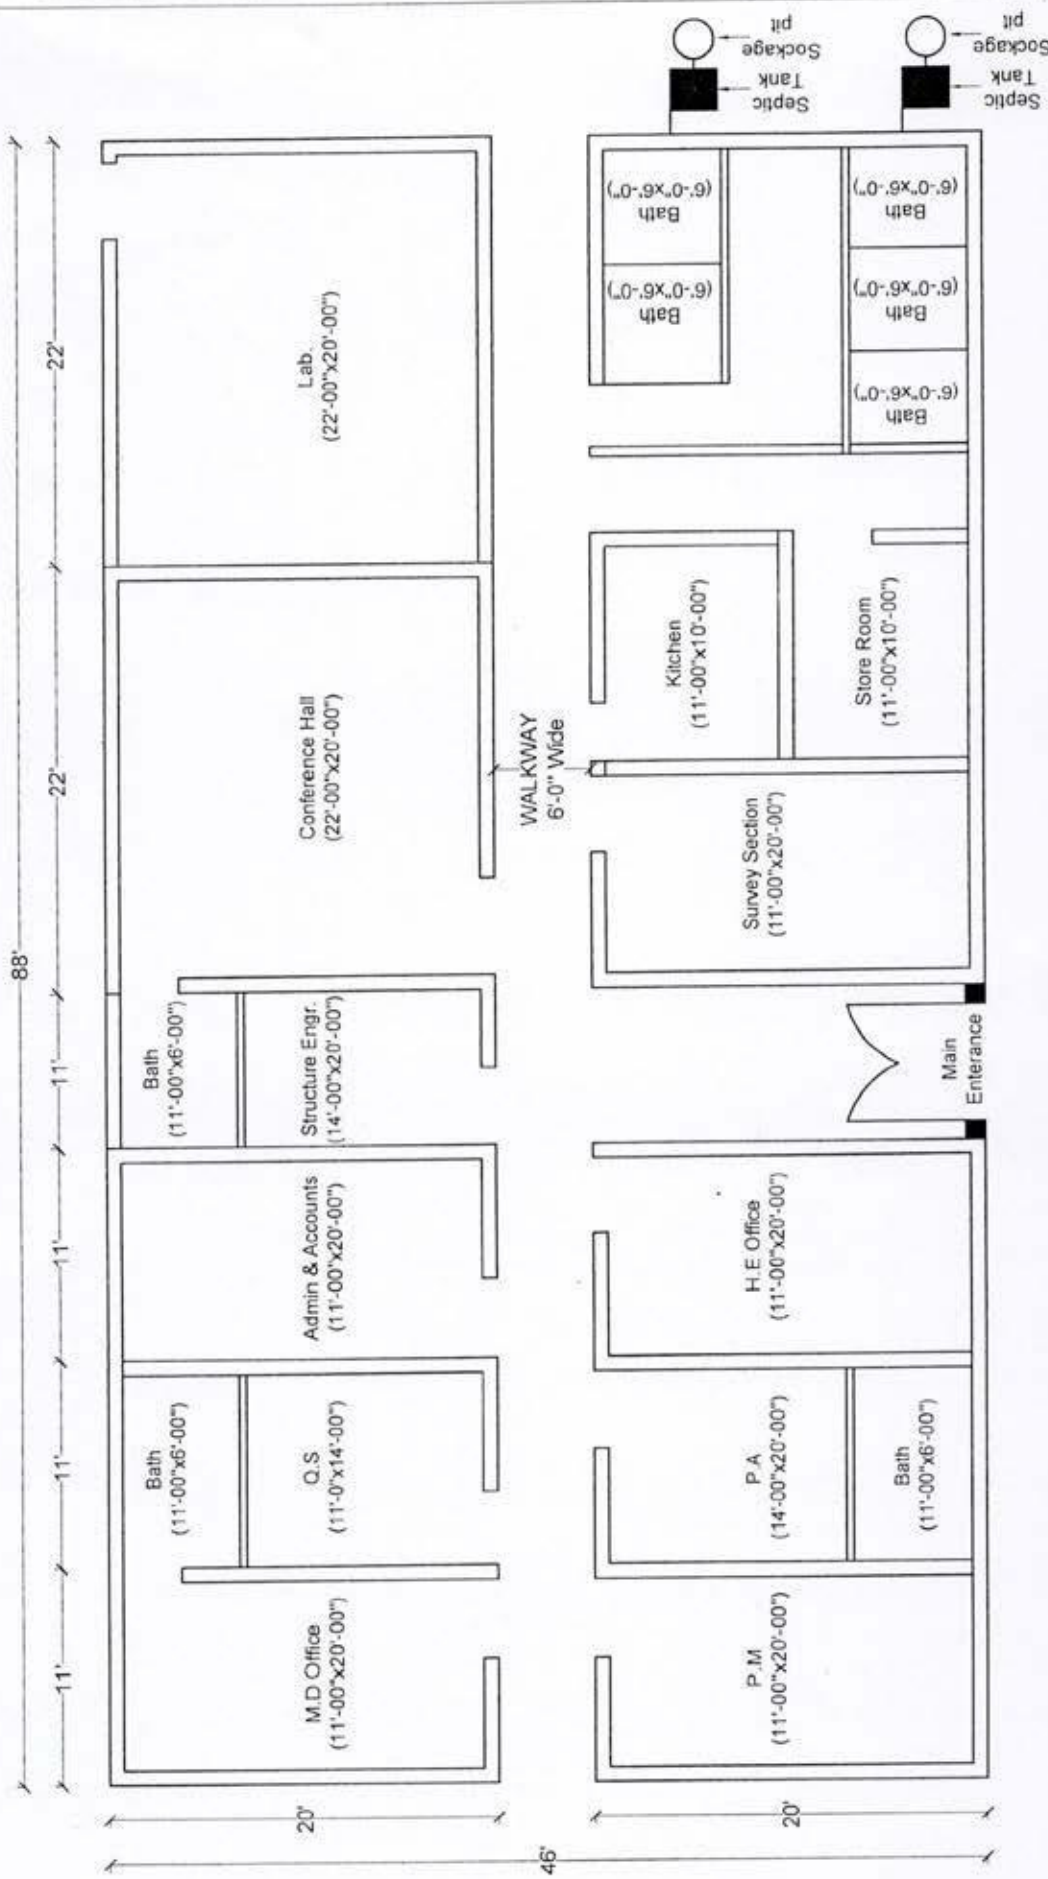 88'
22'
22'
11'
11'
11'
11'
Lab.
(22'-00"x20'-00")
Conference Hall
(22'-00"x20'-00")
Bath
(11'-00"x6'-00")
Structure Engr.
(14'-00"x20'-00")
Admin & Accounts
(11'-00"x20'-00")
Bath
(11'-00"x6'-00")
Q.S
(11'-0"x14'-00")
M.D Office
(11'-00"x20'-00")
20'
46'
20'
WALKWAY
6'-0" Wide
Septic
Tank
Sockage
pit
Septic
Tank
Sockage
pit
Bath
(6'-0"x6'-0")
Bath
(6'-0"x6'-0")
Bath
(6'-0"x6'-0")
Bath
(6'-0"x6'-0")
Bath
(6'-0"x6'-0")
Kitchen
(11'-00"x10'-00")
Store Room
(11'-00"x10'-00")
Survey Section
(11'-00"x20'-00")
Main
Enterance
H.E Office
(11'-00"x20'-00")
P.A
(14'-00"x20'-00")
Bath
(11'-00"x6'-00")
P.M
(11'-00"x20'-00")